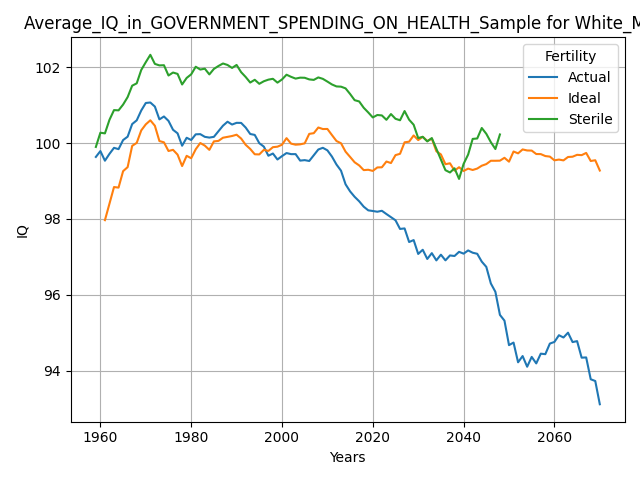 Average_IQ_in_GOVERNMENT_SPENDING_ON_HEALTH_Sample for White_M
Fertility
Actual
Ideal
Sterile
IQ
102
100
98
96
94
1960 1980 2000 2020 2040 2060
Years